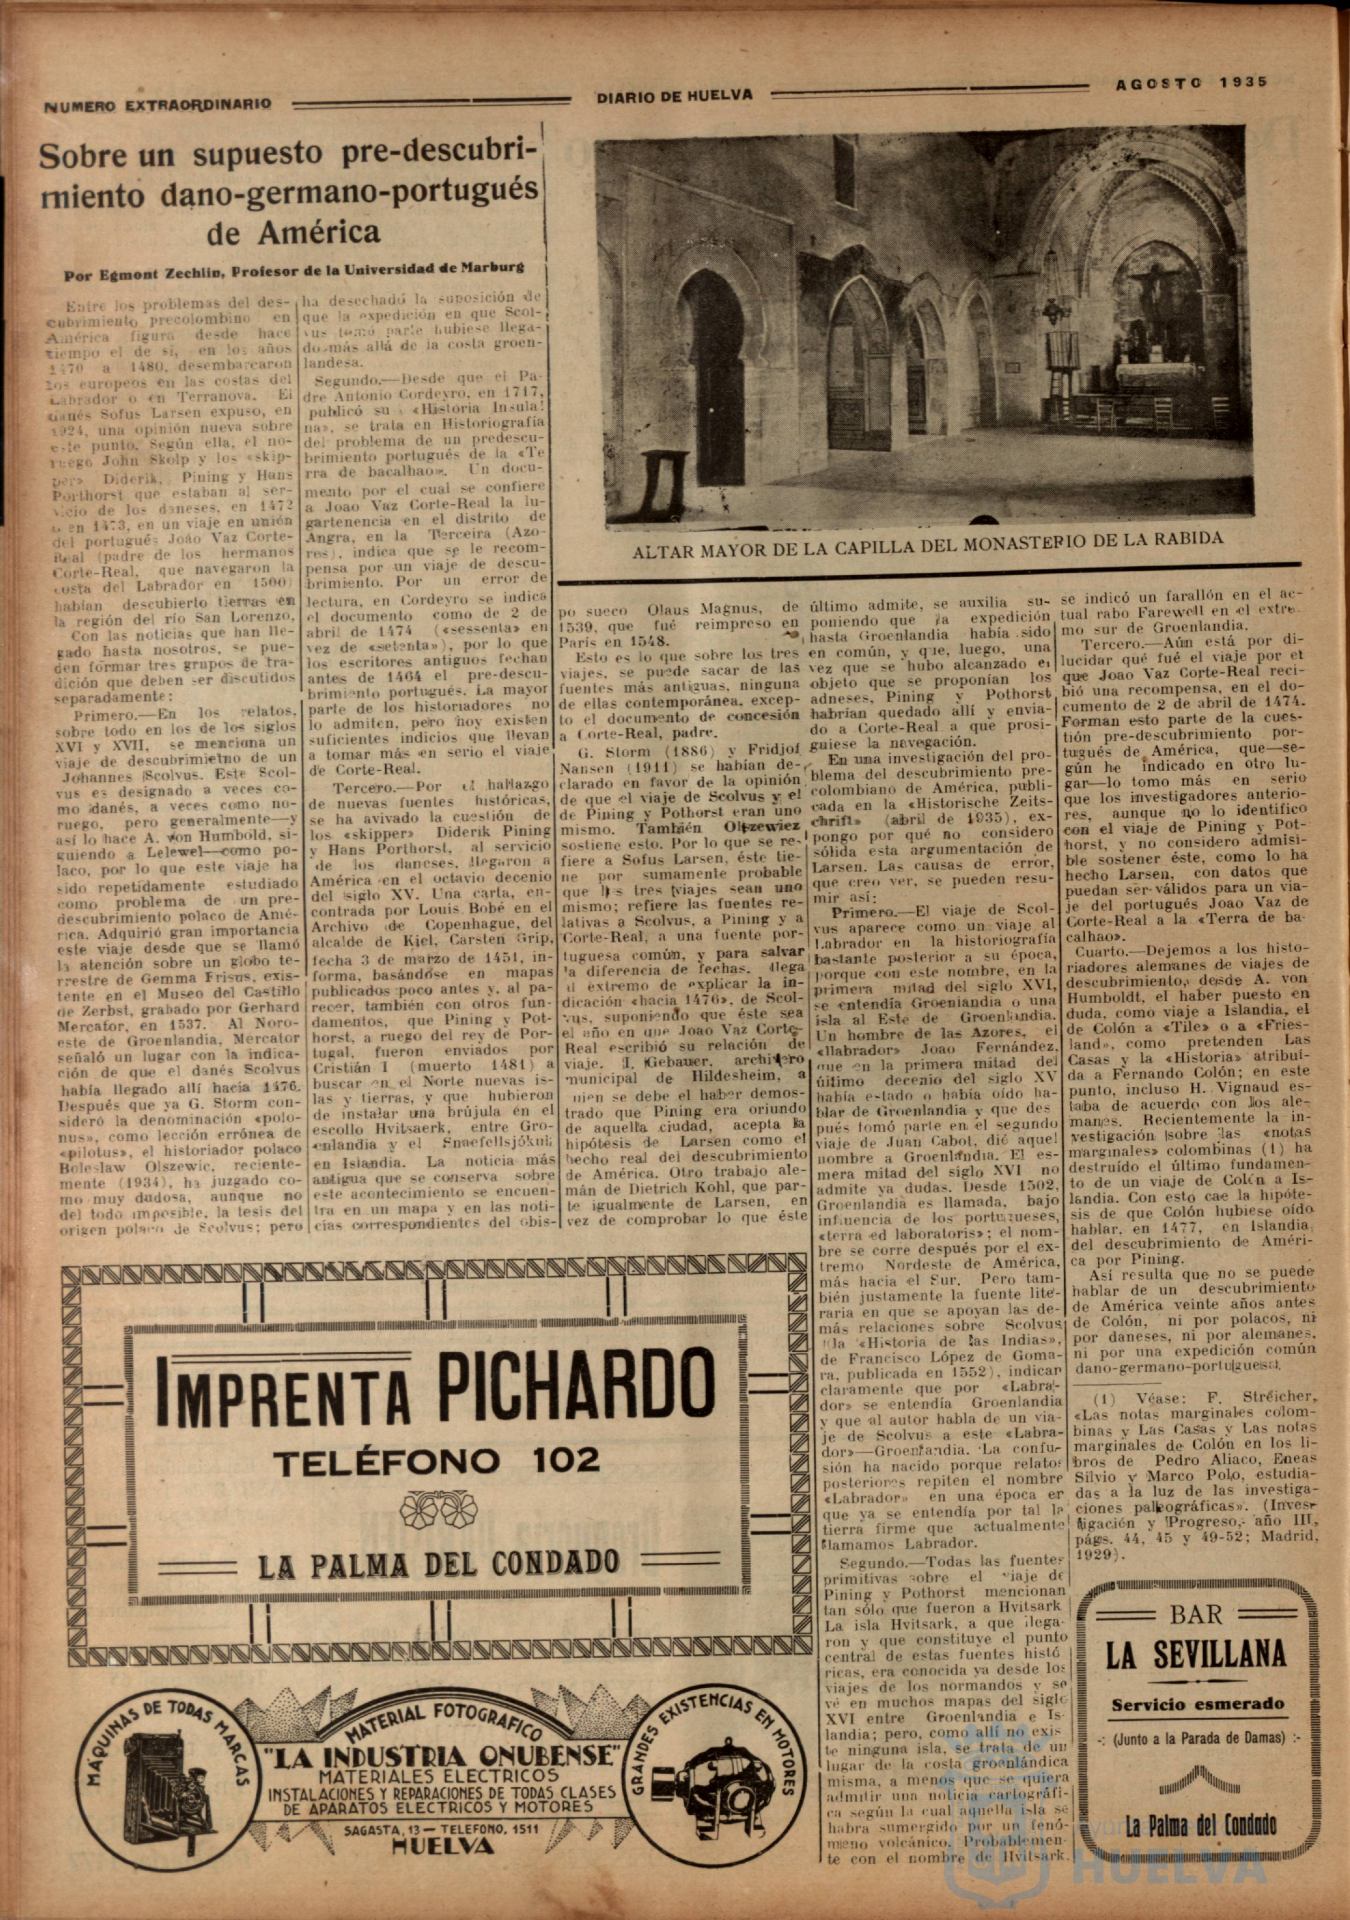 NUMERO EXTRAORDINARIO
DIARIO DE HUELVA
AGOSTO 1935
Sobre un supuesto pre-descubri-
miento dano-germano-portugués
de América
Por Egmont Zechlin, Profesor de la Universidad de Marburg
Entre los problemas del des-
cubrimiento precolombino en
América figura desde hace
tiempo el de si, en los años
1470 a 1480, desembarcaron
los europeos en las costas del
Labrador o en Terranova. El
danés Sofus Larsen expuso, en
1924, una opinión nueva sobre
este punto. Según ella, el no-
ruego John Skolp y los «skip-
per» Diderik, Pining y Hans
Porthorst que estaban al ser-
vicio de los daneses, en 1472
o en 1473, en un viaje en unión
del portugués Joâo Vaz Corte-
Real (padre de los hermanos
Corte-Real, que navegaron la
costa del Labrador en 1500)
habían descubierto tierras en
la región del río San Lorenzo,
Con las noticias que han lle-
gado hasta nosotros, se pue-
den formar tres grupos de tra-
dición que deben ser discutidos
separadamente:
Primero.—En los relatos,
sobre todo en los de los siglos
XVI y XVII, se menciona un
viaje de descubrimietno de un
Johannes Scolvus. Este Scol-
vus es designado a veces co-
mo danés, a veces como no-
ruego, pero generalmente—y
así lo hace A. von Humbold, si-
guiendo a Lelewel—como po-
laco, por lo que este viaje ha
sido repetidamente estudiado
como problema de un pre-
descubrimiento polaco de Amé-
rica. Adquirió gran importancia
este viaje desde que se llamó
la atención sobre un globo te-
rrestre de Gemma Frisus, exis-
tente en el Museo del Castillo
de Zerbst, grabado por Gerhard
Mercator, en 1537. Al Noro-
este de Groenlandia, Mercator
señaló un lugar con la indica-
ción de que el danés Scolvus
había llegado allí hacia 1476.
Después que ya G. Storm con-
sideró la denominación «polo-
nus», como lección errónea de
«pilotus», el historiador polaco
Boleslaw Olszewic, reciente-
mente (1934), ha juzgado co-
mo muy dudosa, aunque no
del todo imposible, la tesis del
origen polaco de Scolvus; pero
ha desechado la suposición de
que la expedición en que Scol-
vus tomó parte hubiese llega-
do más allá de la costa groen-
landesa.
Segundo.—Desde que el Pa-
dre Antonio Cordeyro, en 1717,
publicó su «Historia Insula
na», se trata en Historiografía
del problema de un predescu-
brimiento portugués de la «Te
rra de bacalhao». Un docu-
mento por el cual se confiere
a Joao Vaz Corte-Real la lu-
gartenencia en el distrito de
Angra, en la Terceira (Azo-
res), indica que se le recom-
pensa por un viaje de descu-
brimiento. Por un error de
lectura, en Cordeyro se indica
el documento como de 2 de
abril de 1474 («sessenta» en
vez de «setenta»), por lo que
los escritores antiguos fechan
antes de 1464 el pre-descu-
brimiento portugués. La mayor
parte de los historiadores no
lo admiten, pero hoy existen
suficientes indicios que llevan
a tomar más en serio el viaje
de Corte-Real.
Tercero.—Por el hallazgo
de nuevas fuentes históricas,
se ha avivado la cuestión de
los «skipper» Diderik Pining
y Hans Porthorst, al servicio
de los daneses, llegaron a
América en el octavio decenio
del siglo XV. Una carta, en-
contrada por Louis Bobé en el
Archivo de Copenhague, del
alcalde de Kiel, Carsten Grip,
fecha 3 de marzo de 1451, in-
forma, basándose en mapas
publicados poco antes y, al pa-
recer, también con otros fun-
damentos, que Pining y Pot-
horst, a ruego del rey de Por-
tugal, fueron enviados por
Cristián I (muerto 1481) a
buscar en el Norte nuevas is-
las y tierras, y que hubieron
de instalar una brújula en el
escollo Hvitsaerk, entre Gro-
enlandia y el Snaefellsjökull
en Islandia. La noticia más
antigua que se conserva sobre
este acontecimiento se encuen-
tra en un mapa y en las noti-
cias correspondientes del obis-
ALTAR MAYOR DE LA CAPILLA DEL MONASTERIO DE LA RABIDA
po sueco Olaus Magnus, de
1539, que fué reimpreso en
París en 1548.
Esto es lo que sobre los tres
viajes, se puede sacar de las
fuentes más antiguas, ninguna
de ellas contemporánea, excep-
to el documento de concesión
a Corte-Real, padre.
G. Storm (1886) y Fridjof
Nansen (1911) se habían de-
clarado en favor de la opinión
de que el viaje de Scolvus y el
de Pining y Pothorst eran uno
mismo. También Olszewiez
sostiene esto. Por lo que se re-
fiere a Sofus Larsen, éste tie-
ne por sumamente probable
que los tres viajes sean uno
mismo; refiere las fuentes re-
lativas a Scolvus, a Pining y a
Corte-Real, a una fuente por-
tuguesa común, y para salvar
la diferencia de fechas, llega
al extremo de explicar la in-
dicación «hacia 1476», de Scol-
vus, suponiendo que éste sea
el año en que Joao Vaz Corte-
Real escribió su relación de
viaje. Gebauer, archivero
municipal de Hildesheim, a
quien se debe el haber demos-
trado que Pining era oriundo
de aquella ciudad, acepta la
hipótesis de Larsen como el
hecho real del descubrimiento
de América. Otro trabajo ale-
mán de Dietrich Kohl, que par-
te igualmente de Larsen, en
vez de comprobar lo que éste
último admite, se auxilia su-
poniendo que la expedición
hasta Groenlandia había sido
en común, y que, luego, una
vez que se hubo alcanzado el
objeto que se proponían los
adneses, Pining y Pothorst
habrían quedado allí y envia-
do a Corte-Real a que prosi-
guiese la navegación.
En una investigación del pro-
blema del descubrimiento pre-
colombiano de América, publi-
cada en la «Historische Zeits-
chrift» (abril de 1935), ex-
pongo por qué no considero
sólida esta argumentación de
Larsen. Las causas de error,
que creo ver, se pueden resu-
mir así:
Primero.—El viaje de Scol-
vus aparece como un viaje al
Labrador en la historiografía
bastante posterior a su época,
porque con este nombre, en la
primera mitad del siglo XVI,
se entendía Groenlandia o una
isla al Este de Groenlandia.
Un hombre de las Azores, el
«llabrador» Joao Fernández,
que en la primera mitad del
último decenio del siglo XV
había estado o había oído ha-
blar de Groenlandia y que des
pués tomó parte en el segundo
viaje de Juan Cabot, dió aquel
nombre a Groenlandia. El es-
mera mitad del siglo XVI no
admite ya dudas. Desde 1502,
Groenlandia es llamada, bajo
influencia de los portugueses,
«terra ed laboratoris»; el nom-
bre se corre después por el ex-
tremo Nordeste de América,
más hacia el Sur. Pero tam-
bién justamente la fuente lite-
raria en que se apoyan las de-
más relaciones sobre Scolvus
(la «Historia de las Indias»,
de Francisco López de Goma-
ra, publicada en 1552), indicar
claramente que por «Labra-
dor» se entendía Groenlandia
y que al autor habla de un via-
je de Scolvus a este «Labra-
dor»—Groenlandia. La confu-
sión ha nacido porque relatos
posteriores repiten el nombre
«Labrador» en una época er
que ya se entendía por tal la
tierra firme que actualmente
llamamos Labrador.
Segundo.—Todas las fuentes
primitivas sobre el viaje de
Pining y Pothorst mencionan
tan sólo que fueron a Hvitsark
La isla Hvitsark, a que llega-
ron y que constituye el punto
central de estas fuentes histó
ricas, era conocida ya desde los
viajes de los normandos y se
vé en muchos mapas del siglo
XVI entre Groenlandia e Is-
landia; pero, como allí no exis
te ninguna isla, se trata de un
lugar de la costa groenlándica
misma, a menos que se quiera
admitir una noticia cartográfi-
ca según la cual aquella isla se
habra sumergido por un fenó-
meno volcánico. Probablemen-
te con el nombre de Hvitsark,
se indicó un farallón en el ac-
tual rabo Farewell en el extre-
mo sur de Groenlandia.
Tercero.—Aún está por di-
lucidar qué fué el viaje por et
que Joao Vaz Corte-Real reci-
bió una recompensa, en el do-
cumento de 2 de abril de 1474.
Forman esto parte de la cues-
tión pre-descubrimiento por-
tugués de América, que—se-
gún he indicado en otro lu-
gar—lo tomo más en serio
que los investigadores anterio-
res, aunque no lo identifico
con el viaje de Pining y Pot-
horst, y no considero admisi-
ble sostener éste, como lo ha
hecho Larsen, con datos que
puedan ser válidos para un via-
je del portugués Joao Vaz de
Corte-Real a la «Terra de ba-
calhao».
Cuarto.—Dejemos a los histo-
riadores alemanes de viajes de
descubrimiento, desde A. von
Humboldt, el haber puesto en
duda, como viaje a Islandia, el
de Colón a «Tile» o a «Fries-
land», como pretenden Las
Casas y la «Historia» atribuí-
da a Fernando Colón; en este
punto, incluso H. Vignaud es-
taba de acuerdo con los ale-
manes. Recientemente la in-
vestigación sobre las «notas
marginales» colombinas (1) ha
destruído el último fundamen-
to de un viaje de Colón a Is-
landia. Con esto cae la hipóte-
sis de que Colón hubiese oído
hablar, en 1477, en Islandia,
del descubrimiento de Améri-
ca por Pining.
Así resulta que no se puede
hablar de un descubrimiento
de América veinte años antes
de Colón, ni por polacos, ni
por daneses, ni por alemanes,
ni por una expedición común
dano-germano-portuguesa.
(1) Véase: F. Streicher,
«Las notas marginales colom-
binas y Las Casas y Las notas
marginales de Colón en los li-
bros de Pedro Aliaco, Eneas
Silvio y Marco Polo, estudia-
das a la luz de las investiga-
ciones paleográficas». (Inves-
tigación y Progreso, año III,
págs. 44, 45 y 49-52; Madrid,
1929).
IMPRENTA PICHARDO
TELÉFONO 102
LA PALMA DEL CONDADO
MAQUINAS DE TODAS MARCAS
MATERIAL FOTOGRAFICO
"LA INDUSTRIA ONUBENSE"
MATERIALES ELECTRICOS
INSTALACIONES Y REPARACIONES DE TODAS CLASES
DE APARATOS ELECTRICOS Y MOTORES
SAGASTA, 13 — TELEFONO, 1511
HUELVA
GRANDES EXISTENCIAS EN MOTORES
BAR
LA SEVILLANA
Servicio esmerado
-: (Junto a la Parada de Damas) :-
La Palma del Condado
HUELVA